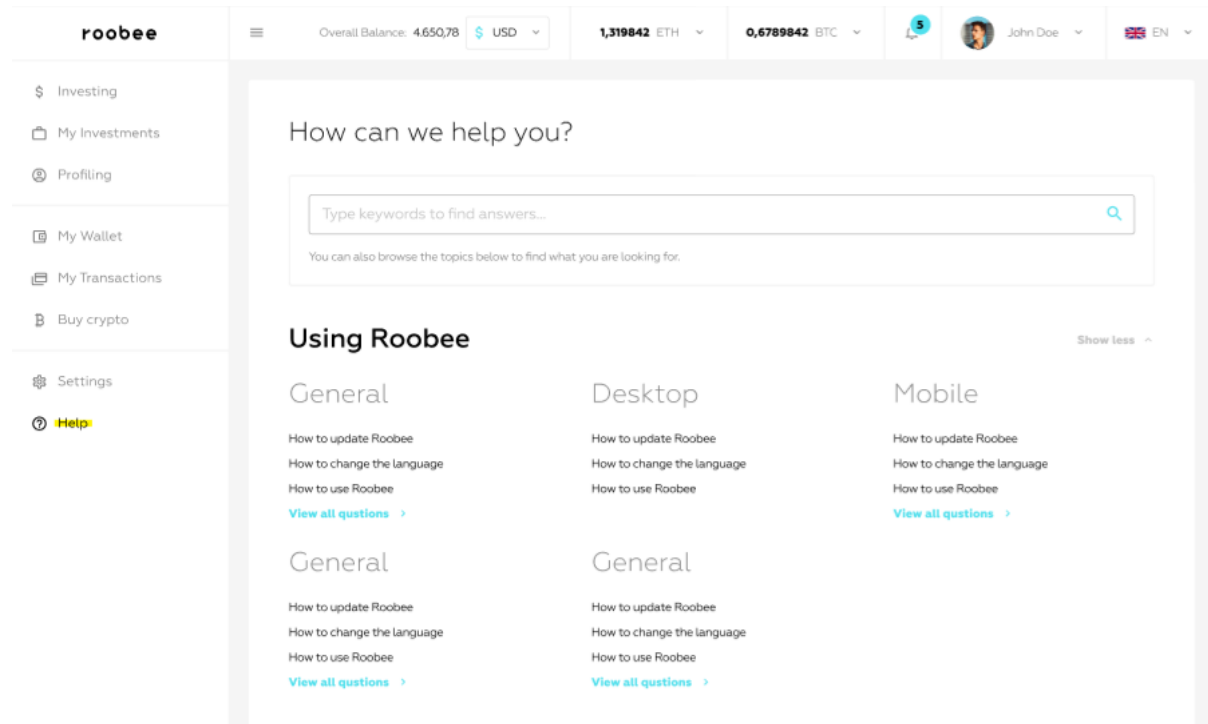 roobee
Overall Balance: 4.650,78 $ USD
1,319842 ETH
0,6789842 BTC
5
John Doe
EN
$ Investing
My Investments
Profiling
My Wallet
My Transactions
Buy crypto
Settings
Help
How can we help you?
Type keywords to find answers...
You can also browse the topics below to find what you are looking for.
Using Roobee
Show less
General
How to update Roobee
How to change the language
How to use Roobee
View all qustions
Desktop
How to update Roobee
How to change the language
How to use Roobee
Mobile
How to update Roobee
How to change the language
How to use Roobee
View all qustions
General
How to update Roobee
How to change the language
How to use Roobee
View all qustions
General
How to update Roobee
How to change the language
How to use Roobee
View all qustions